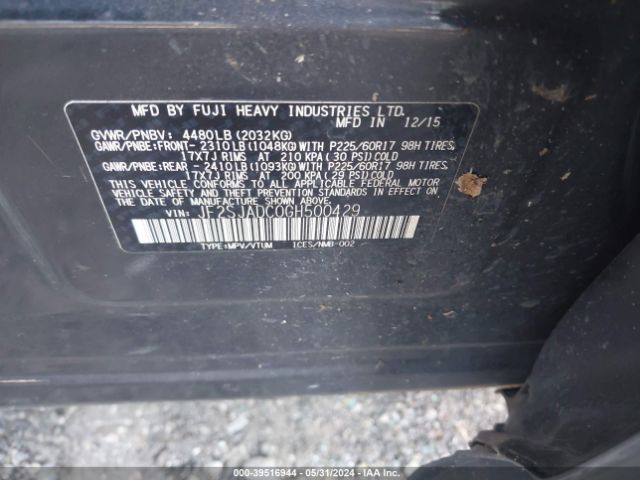 MFD BY FUJI HEAVY INDUSTRIES LTD.
MFD IN 12/15
GVWR/PNBV: 4480LB (2032KG)
GAWR/PNBE:FRONT- 2310LB(1048KG) WITH P225/60R17 98H TIRES,
17X7J RIMS AT 210 KPA (30 PSI) COLD
GAWR/PNBE:REAR - 2410LB(1093KG) WITH P225/60R17 98H TIRES,
17X7J RIMS AT 200 KPA (29 PSI) COLD
THIS VEHICLE CONFORMS TO ALL APPLICABLE FEDERAL MOTOR
VEHICLE SAFETY AND THEFT PREVENTION STANDARDS IN EFFECT ON
THE DATE OF MANUFACTURE SHOWN ABOVE.
VIN: JF2SJADC0GH500429
TYPE:MPV/VTUM ICES/NMB-002
000-39516944 - 05/31/2024 - IAAI.COM